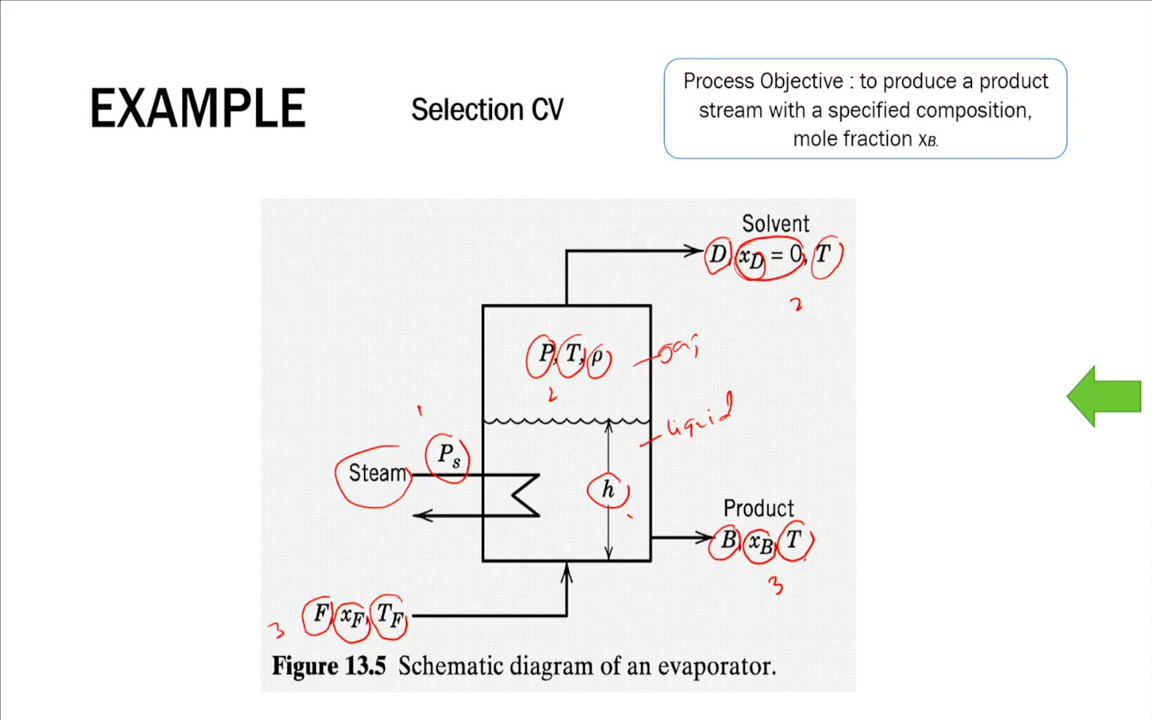 EXAMPLE
Selection CV
Process Objective : to produce a product
stream with a specified composition,
mole fraction xB.
Solvent
D, xD = 0, T
2
P, T, ρ
2
liquid
1
Ps
Steam
h
Product
B, xB, T
3
F, xF, TF
3
Figure 13.5 Schematic diagram of an evaporator.